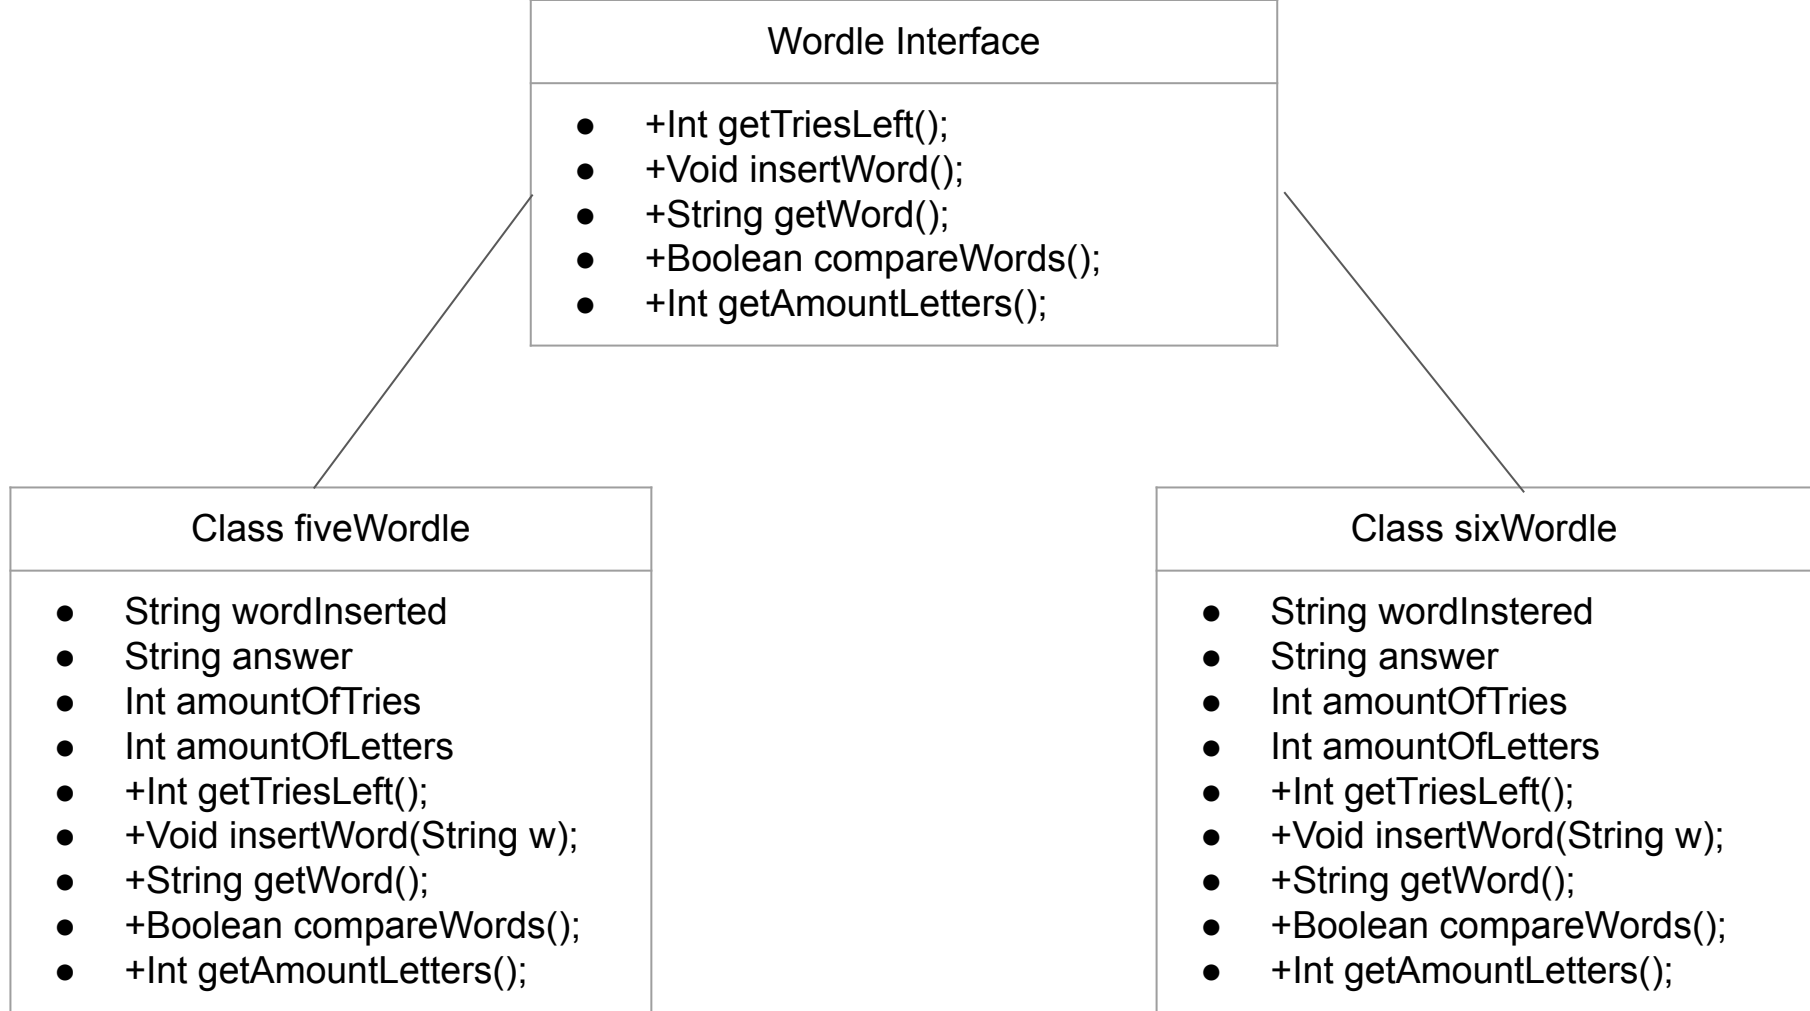 Wordle Interface
● +Int getTriesLeft();
● +Void insertWord();
● +String getWord();
● +Boolean compareWords();
● +Int getAmountLetters();
Class fiveWordle
● String wordInserted
● String answer
● Int amountOfTries
● Int amountOfLetters
● +Int getTriesLeft();
● +Void insertWord(String w);
● +String getWord();
● +Boolean compareWords();
● +Int getAmountLetters();
Class sixWordle
● String wordInstered
● String answer
● Int amountOfTries
● Int amountOfLetters
● +Int getTriesLeft();
● +Void insertWord(String w);
● +String getWord();
● +Boolean compareWords();
● +Int getAmountLetters();